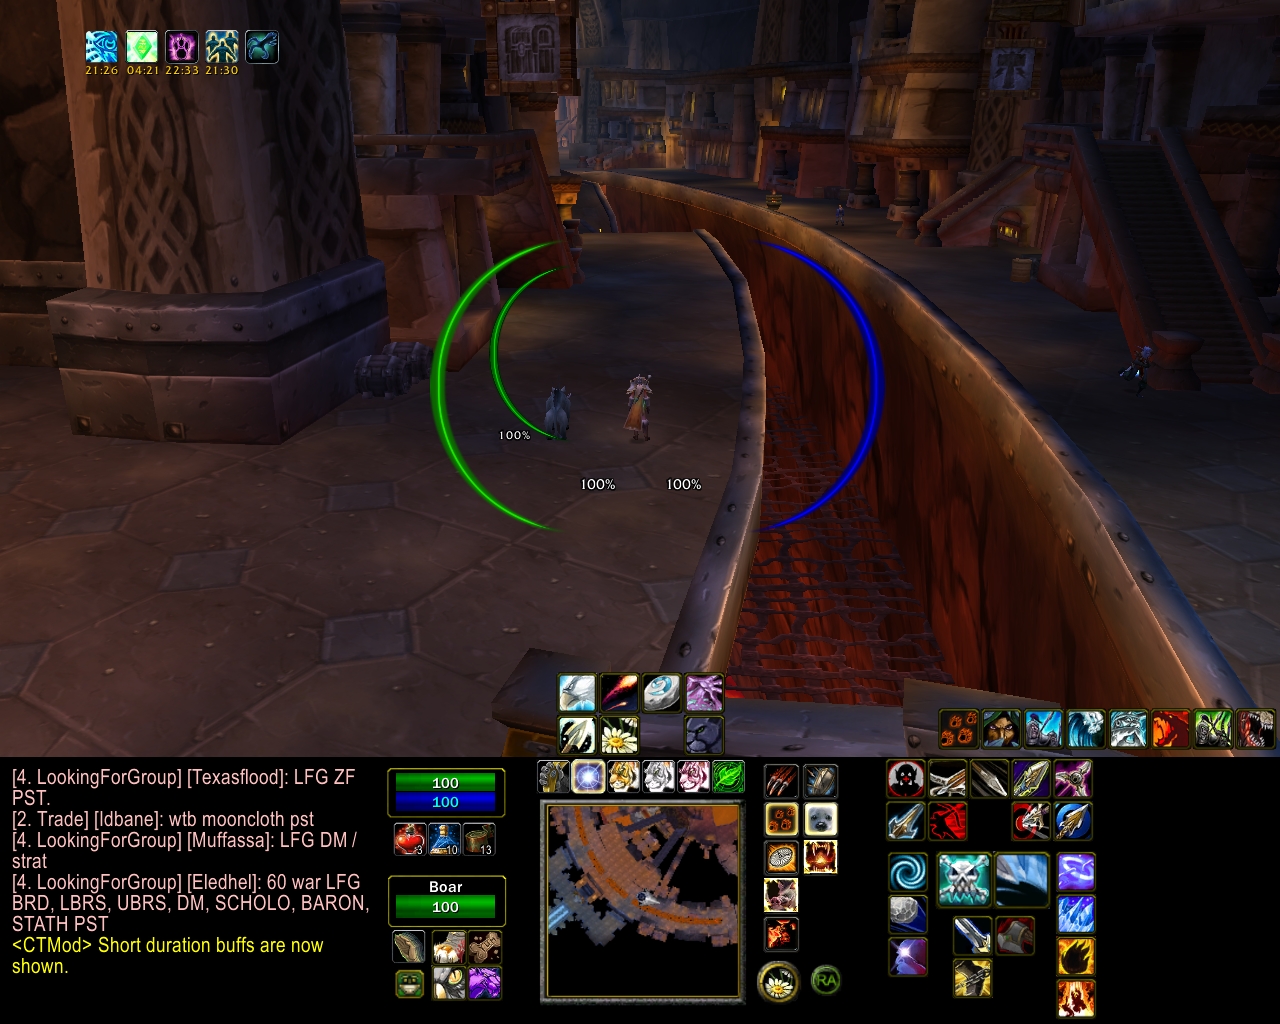 21:26 04:21 22:33 21:30
100%
100% 100%
[4. LookingForGroup] [Texasflood]: LFG ZF
PST.
[2. Trade] [Idbane]: wtb mooncloth pst
[4. LookingForGroup] [Muffassa]: LFG DM /
strat
[4. LookingForGroup] [Eledhel]: 60 war LFG
BRD, LBRS, UBRS, DM, SCHOLO, BARON,
STATH PST
<CTMod> Short duration buffs are now
shown.
100
100
3 10 13
Boar
100
RA